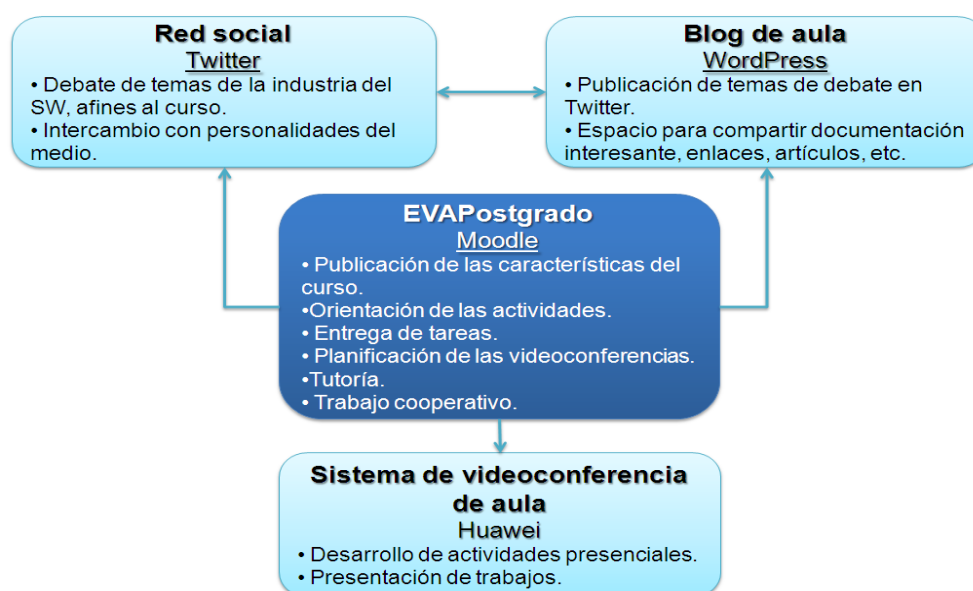 Red social
Twitter
• Debate de temas de la industria del
SW, afines al curso.
• Intercambio con personalidades del
medio.
Blog de aula
WordPress
• Publicación de temas de debate en
Twitter.
• Espacio para compartir documentación
interesante, enlaces, artículos, etc.
EVAPostgrado
Moodle
• Publicación de las características del
curso.
•Orientación de las actividades.
• Entrega de tareas.
• Planificación de las videoconferencias.
•Tutoría.
• Trabajo cooperativo.
Sistema de videoconferencia
de aula
Huawei
• Desarrollo de actividades presenciales.
• Presentación de trabajos.